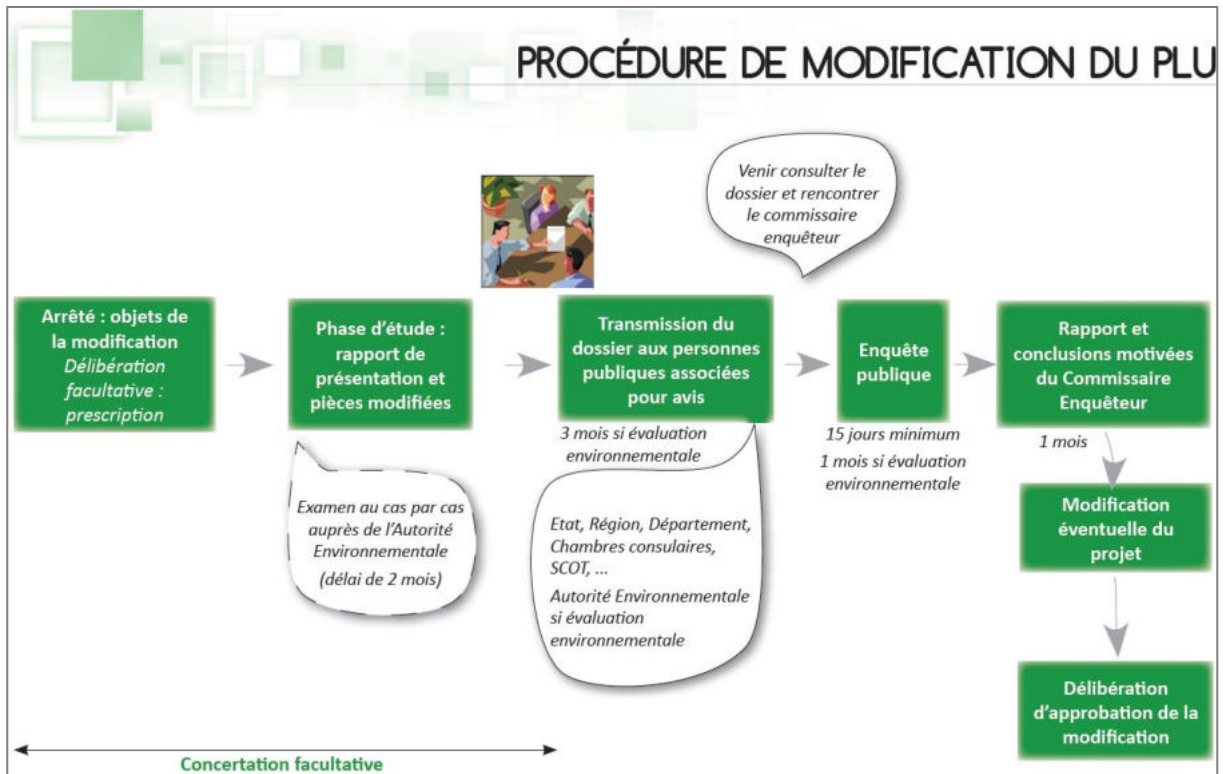 PROCÉDURE DE MODIFICATION DU PLU
Venir consulter le
dossier et rencontrer
le commissaire
enquêteur
Arrêté : objets de
la modification
Délibération
facultative :
prescription
Phase d'étude :
rapport de
présentation et
pièces modifiées
Transmission du
dossier aux personnes
publiques associées
pour avis
Enquête
publique
Rapport et
conclusions motivées
du Commissaire
Enquêteur
3 mois si évaluation
environnementale
15 jours minimum
1 mois si évaluation
environnementale
1 mois
Examen au cas par cas
auprès de l'Autorité
Environnementale
(délai de 2 mois)
Etat, Région, Département,
Chambres consulaires,
SCOT, ...
Autorité Environnementale
si évaluation
environnementale
Modification
éventuelle du
projet
Délibération
d'approbation de la
modification
Concertation facultative